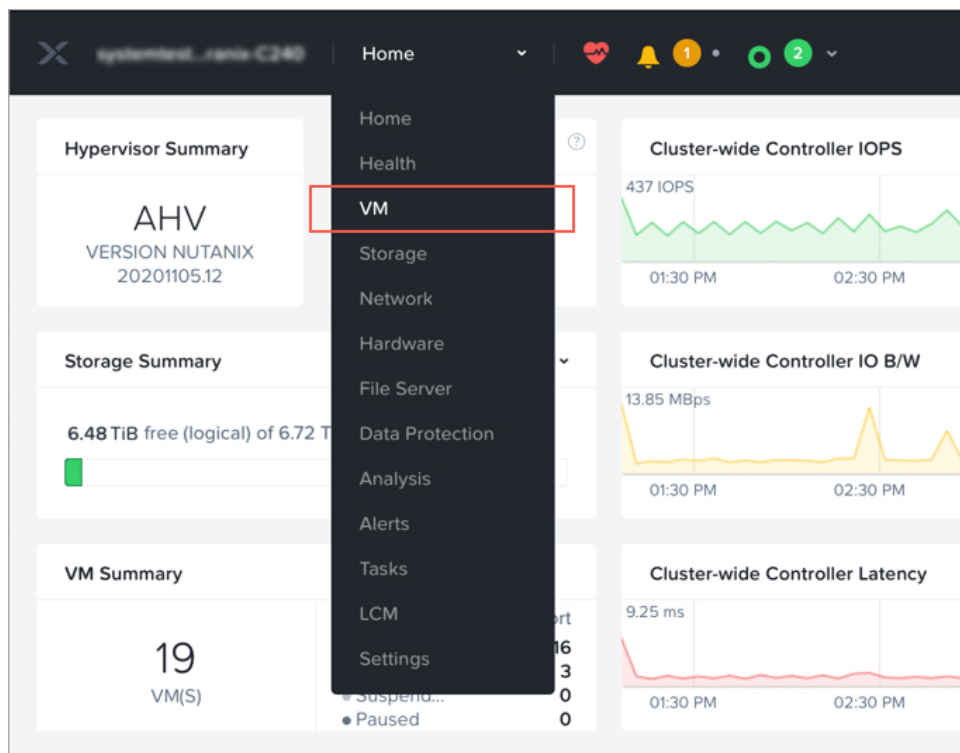 Home
1
2
Home
Health
VM
Storage
Network
Hardware
File Server
Data Protection
Analysis
Alerts
Tasks
LCM
Settings
Hypervisor Summary
AHV
VERSION NUTANIX
20201105.12
?
Cluster-wide Controller IOPS
437 IOPS
01:30 PM 02:30 PM
Storage Summary
6.48 TiB free (logical) of 6.72 T
Cluster-wide Controller IO B/W
13.85 MBps
01:30 PM 02:30 PM
VM Summary
19
VM(S)
ort
16
3
Suspend... 0
Paused 0
Cluster-wide Controller Latency
9.25 ms
01:30 PM 02:30 PM